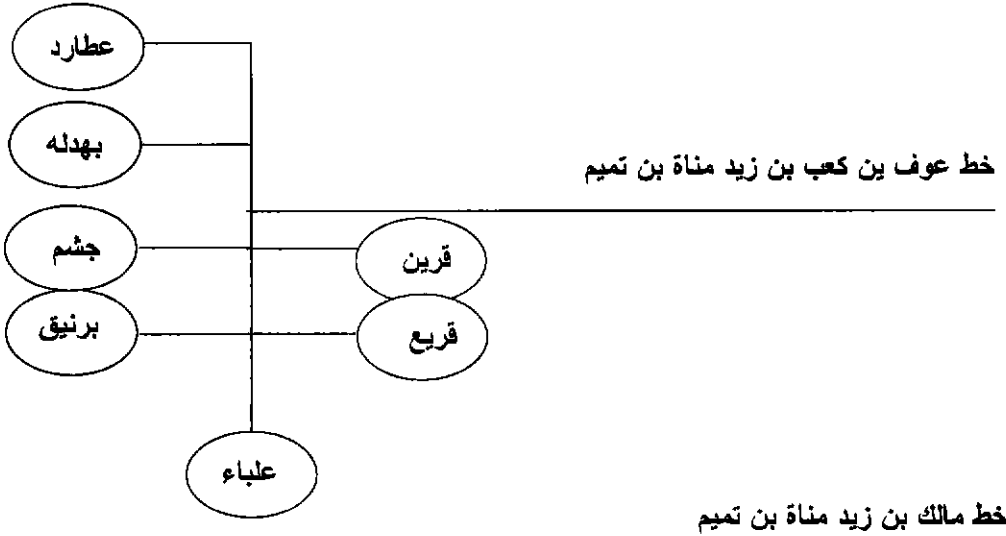 عطارد
بهدله
خط عوف ين كعب بن زيد مناة بن تميم
قرين
جشم
قريع
برنيق
علباء
خط مالك بن زيد مناة بن تميم